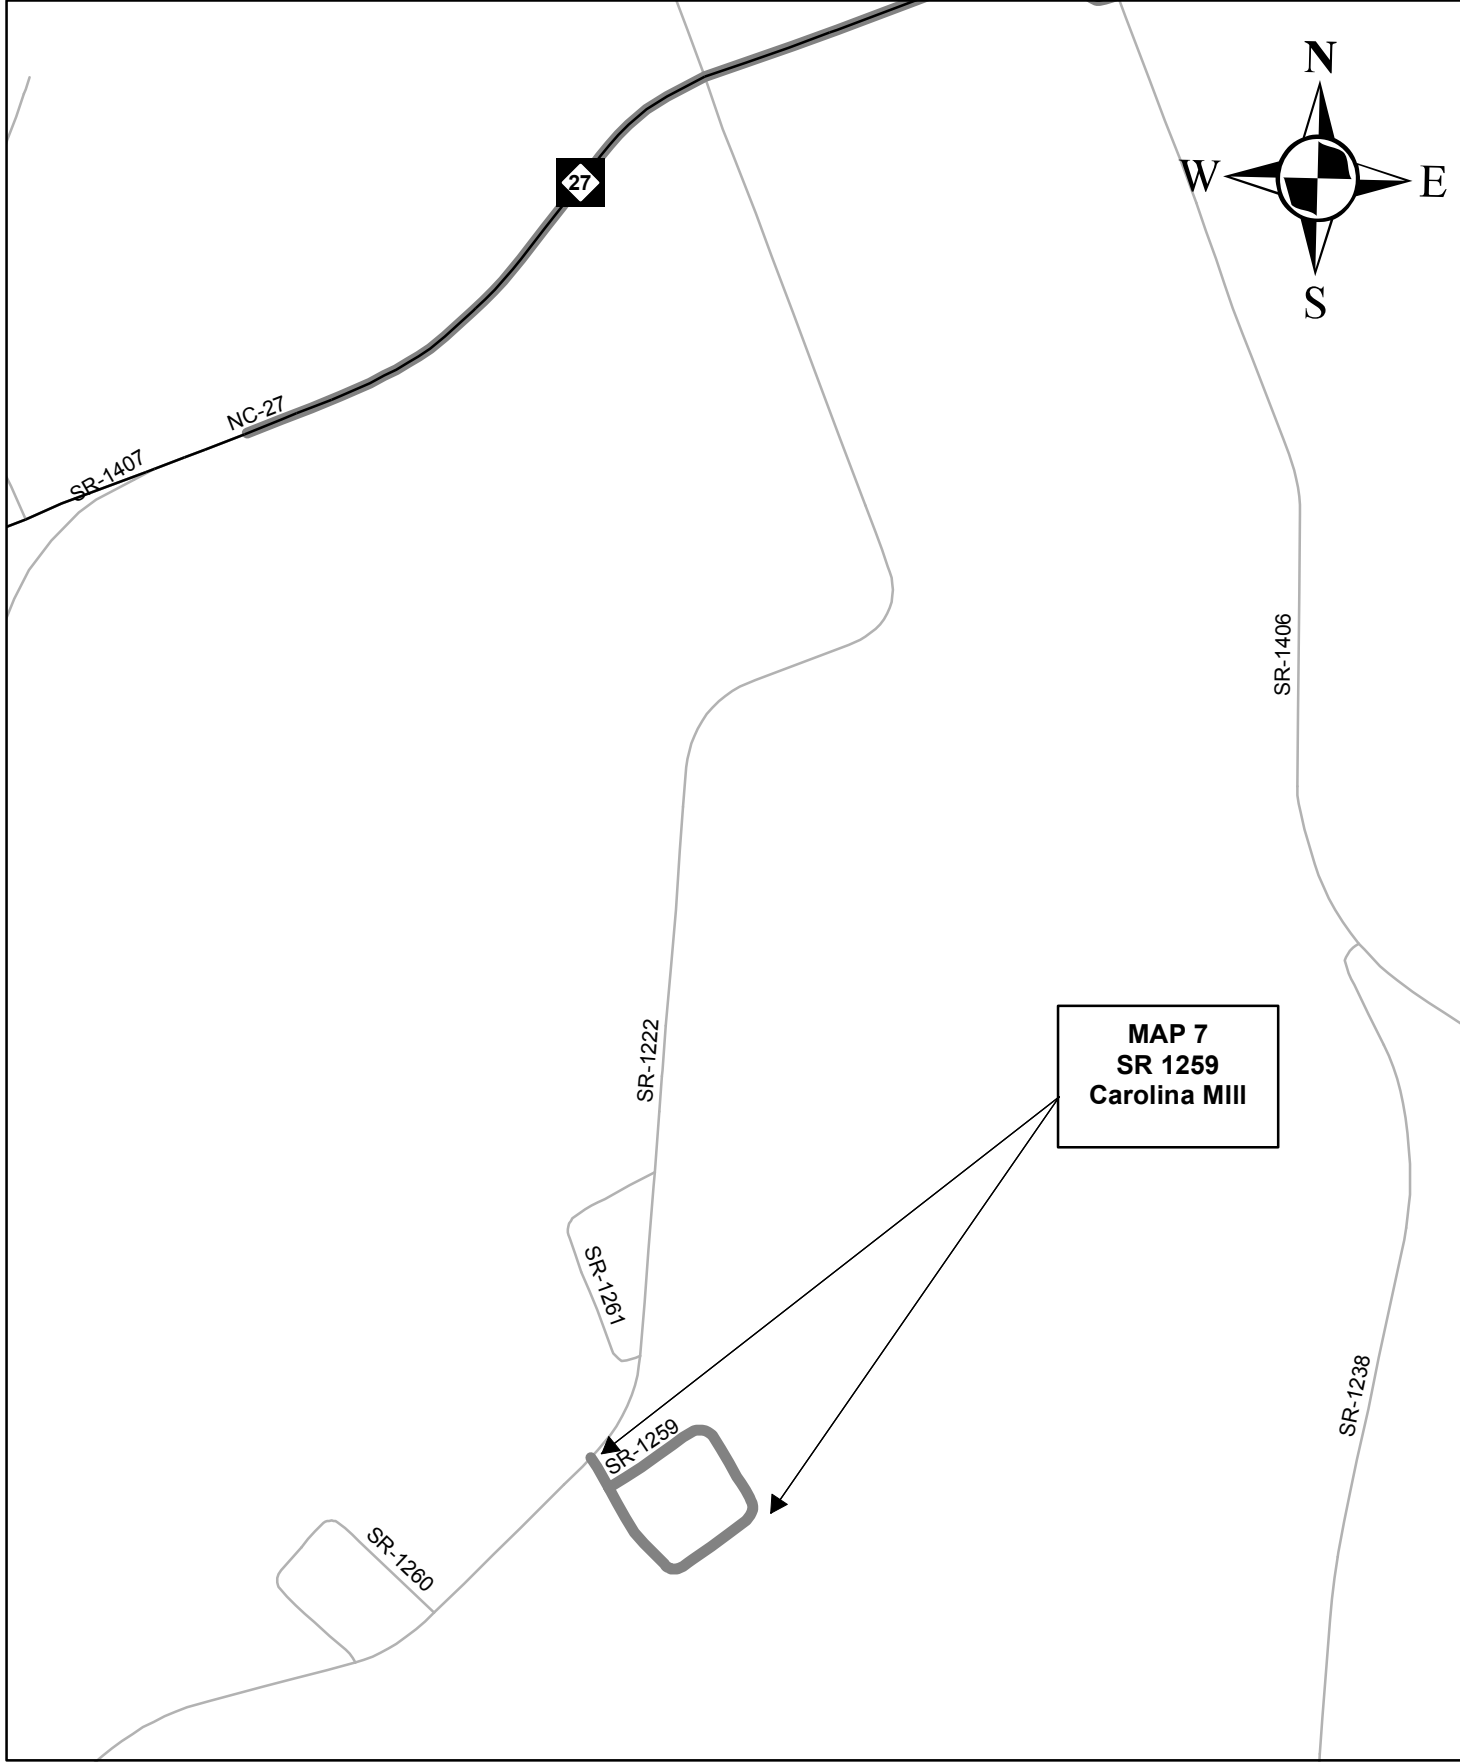 N
W
E
S
27
NC-27
SR-1407
SR-1406
MAP 7
SR 1259
Carolina MIll
SR-1222
SR-1261
SR-1238
SR-1259
SR-1260